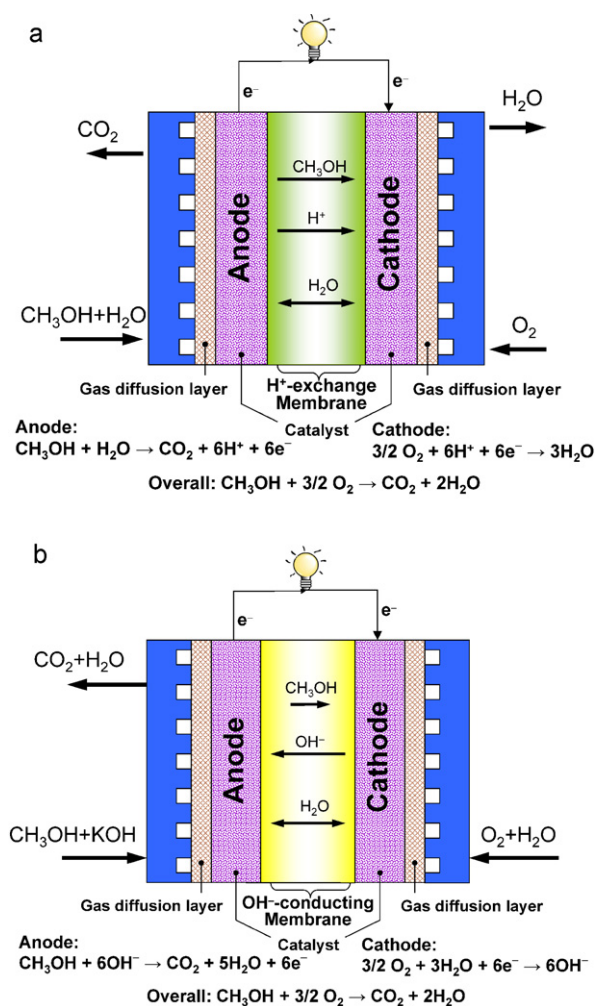 a
e⁻ e⁻
H₂O
CO₂
CH₃OH
Anode
H⁺
Cathode
H₂O
CH₃OH+H₂O
O₂
Gas diffusion layer
H⁺-exchange
Membrane
Gas diffusion layer
Catalyst
Anode:
CH₃OH + H₂O → CO₂ + 6H⁺ + 6e⁻
Cathode:
3/2 O₂ + 6H⁺ + 6e⁻ → 3H₂O
Overall: CH₃OH + 3/2 O₂ → CO₂ + 2H₂O
b
e⁻ e⁻
CO₂+H₂O
CH₃OH
Anode
OH⁻
Cathode
H₂O
CH₃OH+KOH
O₂+H₂O
Gas diffusion layer
OH⁻-conducting
Membrane
Gas diffusion layer
Catalyst
Anode:
CH₃OH + 6OH⁻ → CO₂ + 5H₂O + 6e⁻
Cathode:
3/2 O₂ + 3H₂O + 6e⁻ → 6OH⁻
Overall: CH₃OH + 3/2 O₂ → CO₂ + 2H₂O